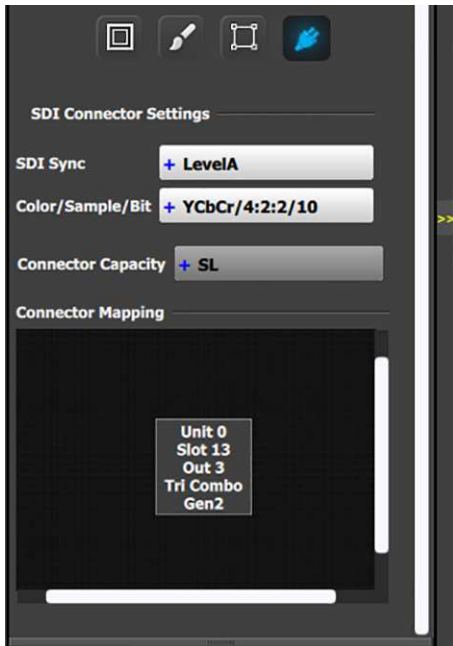 SDI Connector Settings
SDI Sync + LevelA
Color/Sample/Bit + YCbCr/4:2:2/10
Connector Capacity + SL
Connector Mapping
Unit 0
Slot 13
Out 3
Tri Combo
Gen2
>>